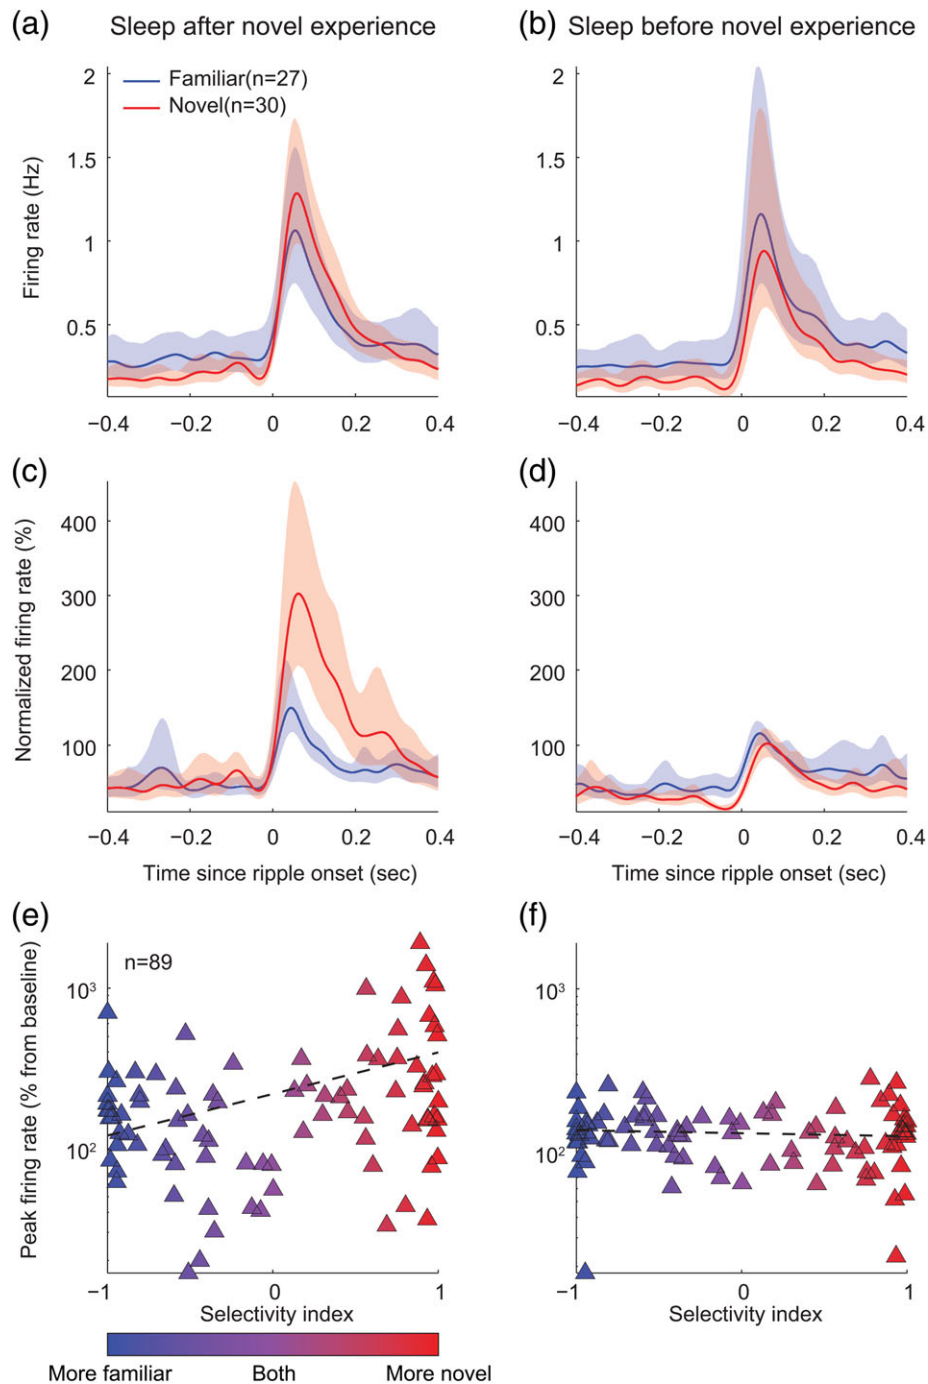 (a) Sleep after novel experience
(b) Sleep before novel experience
Familiar(n=27)
Novel(n=30)
Firing rate (Hz)
2
1.5
1
0.5
−0.4 −0.2 0 0.2 0.4
2
1.5
1
0.5
−0.4 −0.2 0 0.2 0.4
(c)
(d)
Normalized firing rate (%)
400
300
200
100
−0.4 −0.2 0 0.2 0.4
Time since ripple onset (sec)
400
300
200
100
−0.4 −0.2 0 0.2 0.4
Time since ripple onset (sec)
(e)
(f)
n=89
Peak firing rate (% from baseline)
10³
10²
−1 0 1
Selectivity index
10³
10²
−1 0 1
Selectivity index
More familiar Both More novel